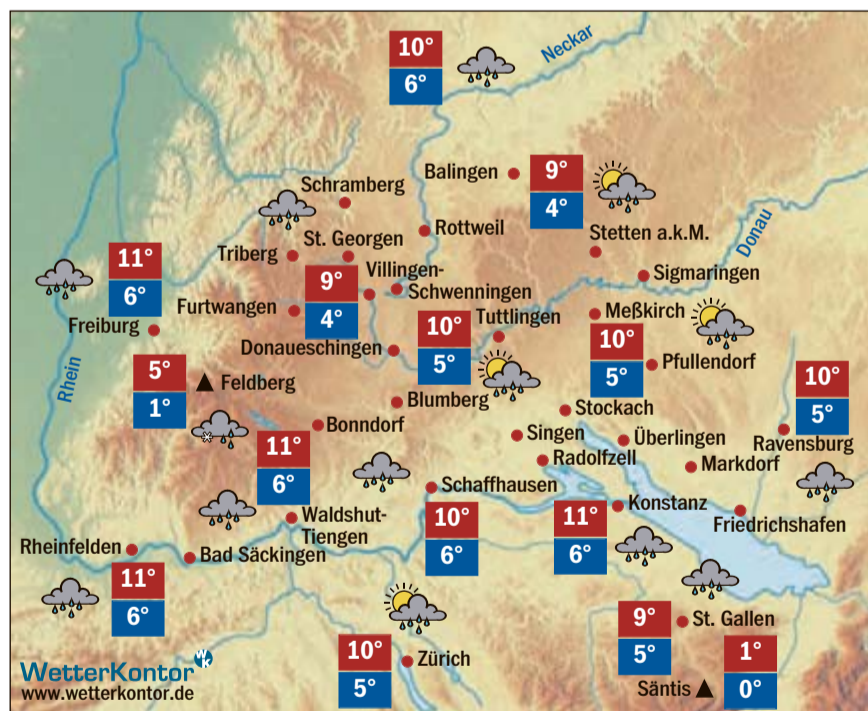 10°
6°
Neckar
Balingen
9°
4°
Schramberg
Rottweil
Stetten a.k.M.
Donau
Triberg
St. Georgen
11°
6°
Villingen-
Schwenningen
9°
4°
Sigmaringen
Furtwangen
Freiburg
Tuttlingen
Meßkirch
10°
5°
Donaueschingen
10°
5°
Pfullendorf
Rhein
5°
1°
Feldberg
10°
5°
Blumberg
Stockach
Bonndorf
Singen
Überlingen
Ravensburg
11°
6°
Radolfzell
Markdorf
Schaffhausen
Konstanz
Friedrichshafen
Waldshut-
Tiengen
10°
6°
11°
6°
Rheinfelden
Bad Säckingen
11°
6°
9°
5°
St. Gallen
10°
5°
Zürich
1°
0°
Säntis
WetterKontor
wk
www.wetterkontor.de